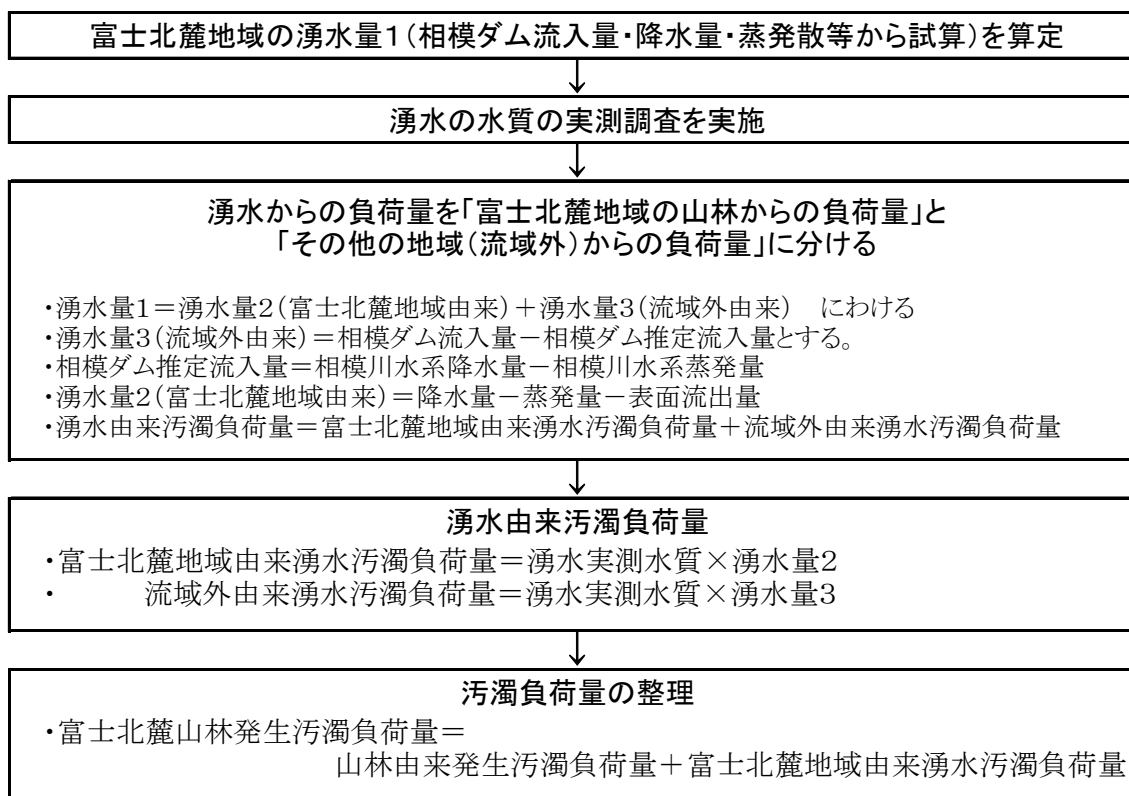 富士北麓地域の湧水量1(相模ダム流入量・降水量・蒸発散等から試算)を算定
↓
湧水の水質の実測調査を実施
↓
湧水からの負荷量を「富士北麓地域の山林からの負荷量」と
「その他の地域(流域外)からの負荷量」に分ける
・湧水量1=湧水量2(富士北麓地域由来)+湧水量3(流域外由来) にわける
・湧水量3(流域外由来)=相模ダム流入量-相模ダム推定流入量とする。
・相模ダム推定流入量=相模川水系降水量-相模川水系蒸発量
・湧水量2(富士北麓地域由来)=降水量-蒸発量-表面流出量
・湧水由来汚濁負荷量=富士北麓地域由来湧水汚濁負荷量+流域外由来湧水汚濁負荷量
↓
湧水由来汚濁負荷量
・富士北麓地域由来湧水汚濁負荷量=湧水実測水質×湧水量2
・ 流域外由来湧水汚濁負荷量=湧水実測水質×湧水量3
↓
汚濁負荷量の整理
・富士北麓山林発生汚濁負荷量=
山林由来発生汚濁負荷量+富士北麓地域由来湧水汚濁負荷量